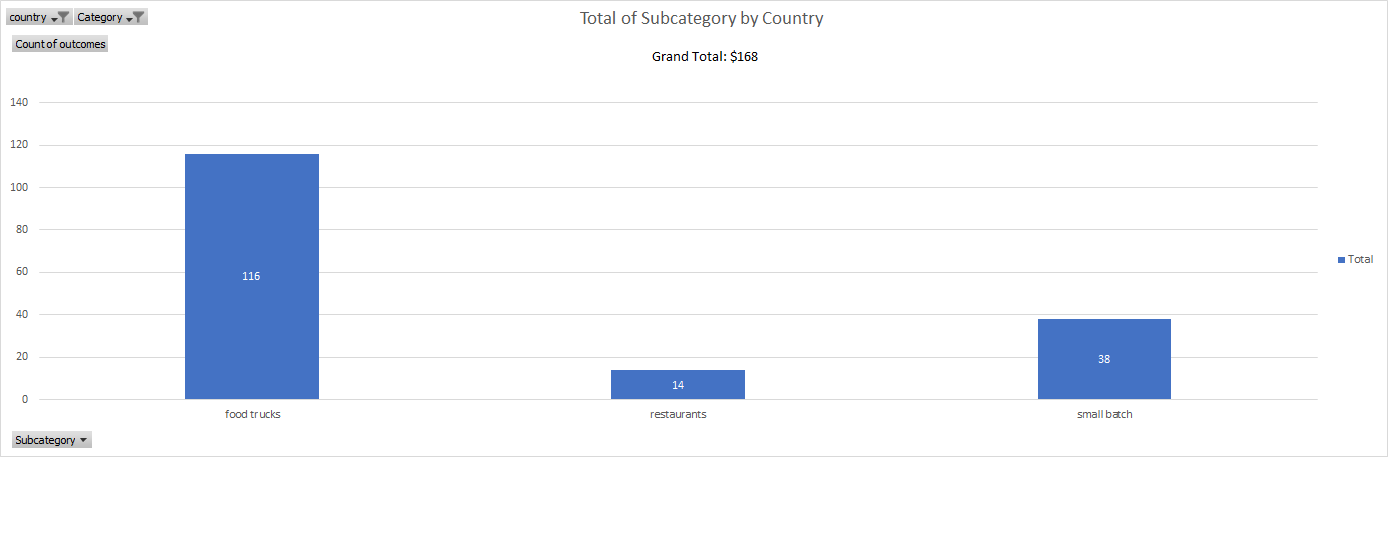 country Category
Total of Subcategory by Country
Count of outcomes
Grand Total: $168
140
120
100
80
60
40
20
0
116
14
38
Total
food trucks restaurants small batch
Subcategory